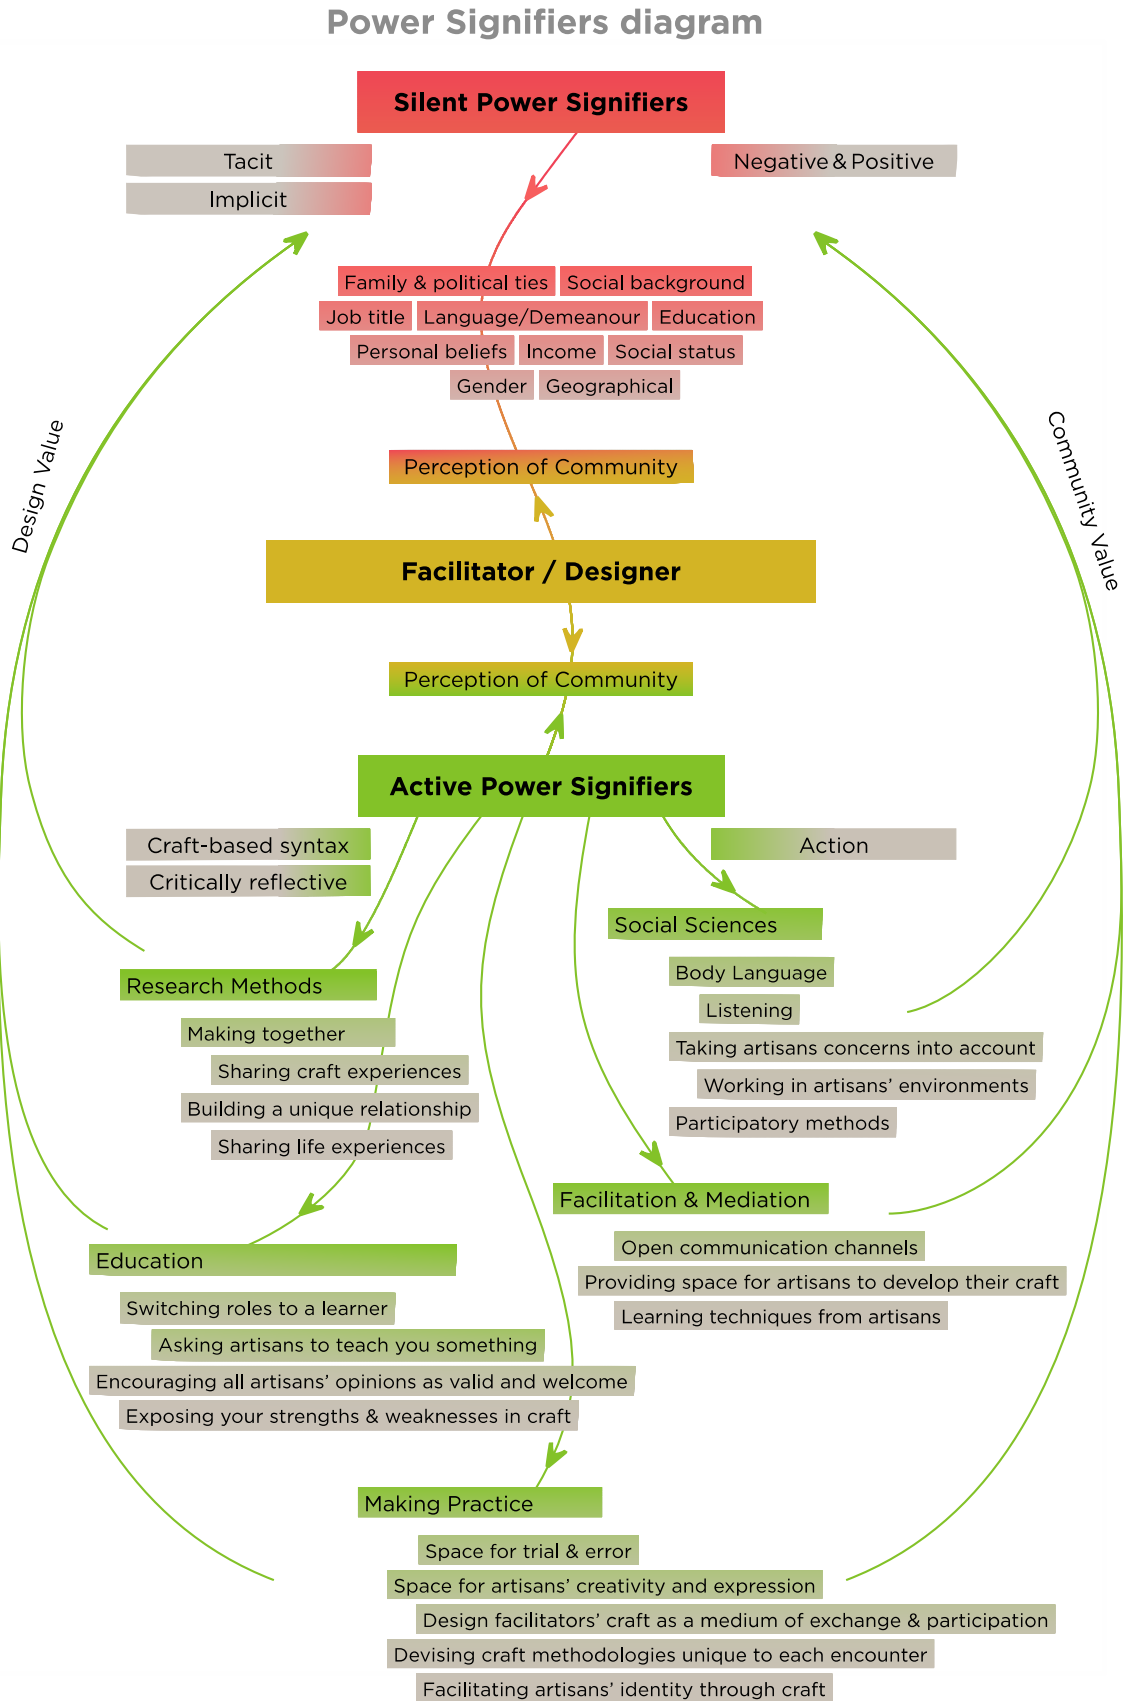 Power Signifiers diagram
Silent Power Signifiers
Tacit
Negative & Positive
Implicit
Family & political ties
Social background
Job title
Language/Demeanour
Education
Personal beliefs
Income
Social status
Gender
Geographical
Design Value
Community Value
Perception of Community
Facilitator / Designer
Perception of Community
Active Power Signifiers
Craft-based syntax
Action
Critically reflective
Social Sciences
Body Language
Listening
Taking artisans concerns into account
Working in artisans’ environments
Participatory methods
Research Methods
Making together
Sharing craft experiences
Building a unique relationship
Sharing life experiences
Facilitation & Mediation
Open communication channels
Providing space for artisans to develop their craft
Learning techniques from artisans
Education
Switching roles to a learner
Asking artisans to teach you something
Encouraging all artisans’ opinions as valid and welcome
Exposing your strengths & weaknesses in craft
Making Practice
Space for trial & error
Space for artisans’ creativity and expression
Design facilitators’ craft as a medium of exchange & participation
Devising craft methodologies unique to each encounter
Facilitating artisans’ identity through craft